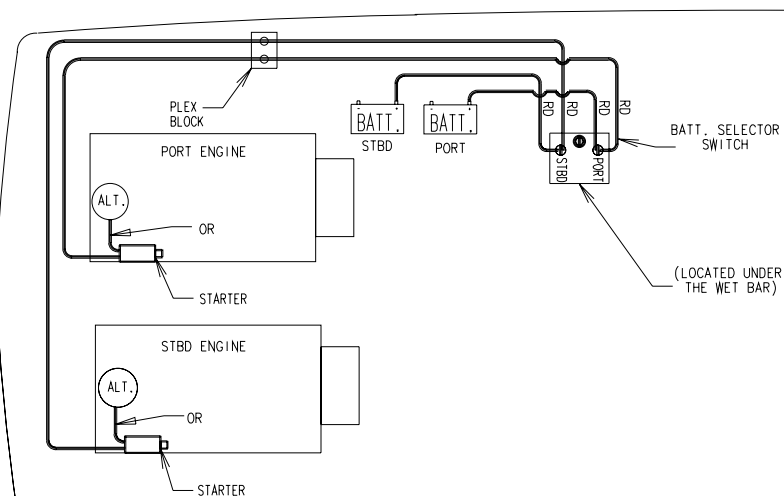 PLEX
BLOCK
BATT.
STBD
BATT.
PORT
RD
RD
RD
RD
STBD
PORT
BATT. SELECTOR
SWITCH
(LOCATED UNDER
THE WET BAR)
PORT ENGINE
ALT.
OR
STARTER
STBD ENGINE
ALT.
OR
STARTER